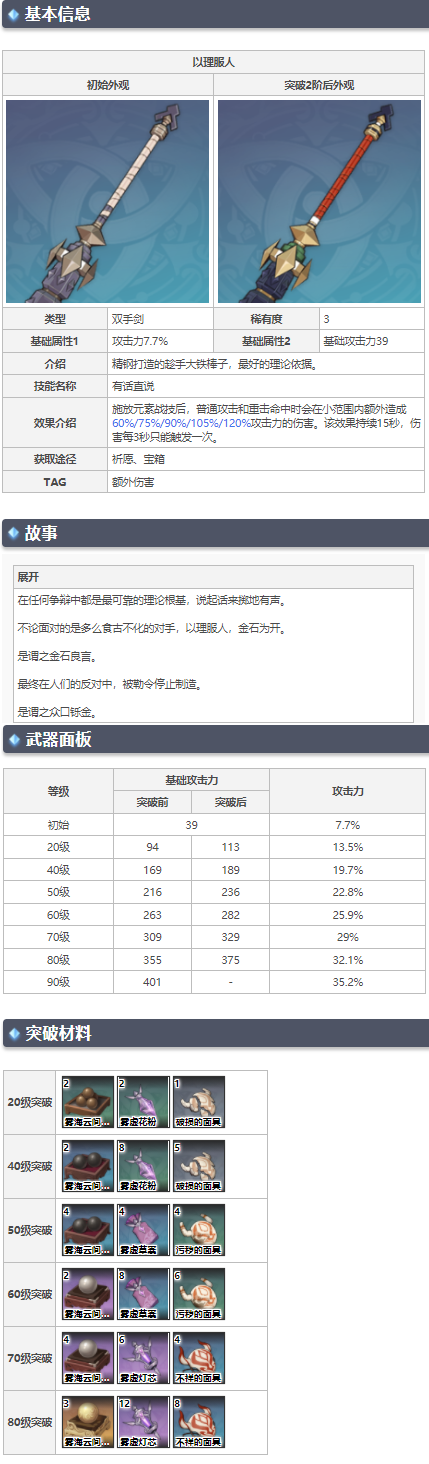 基本信息
以理服人
初始外观 突破2阶后外观
类型 双手剑 稀有度 3
基础属性1 攻击力7.7% 基础属性2 基础攻击力39
介绍 精钢打造的趁手大铁棒子，最好的理论依据。
技能名称 有话直说
效果介绍 施放元素战技后，普通攻击和重击命中时会在小范围内额外造成
60%/75%/90%/105%/120%攻击力的伤害。该效果持续15秒，伤
害每3秒只能触发一次。
获取途径 祈愿、宝箱
TAG 额外伤害
故事
展开
在任何争辩中都是最可靠的理论根基，说起话来掷地有声。
不论面对的是多么食古不化的对手，以理服人，金石为开。
是谓之金石良言。
最终在人们的反对中，被勒令停止制造。
是谓之众口铄金。
武器面板
等级 基础攻击力 攻击力
突破前 突破后
初始 39 7.7%
20级 94 113 13.5%
40级 169 189 19.7%
50级 216 236 22.8%
60级 263 282 25.9%
70级 309 329 29%
80级 355 375 32.1%
90级 401 - 35.2%
突破材料
20级突破 2 雾海云间... 2 雾虚花粉 1 破损的面具
40级突破 2 雾海云间... 8 雾虚花粉 5 破损的面具
50级突破 4 雾海云间... 4 雾虚草囊 4 污秽的面具
60级突破 2 雾海云间... 8 雾虚草囊 6 污秽的面具
70级突破 4 雾海云间... 6 雾虚灯芯 4 不祥的面具
80级突破 3 雾海云间... 12 雾虚灯芯 8 不祥的面具